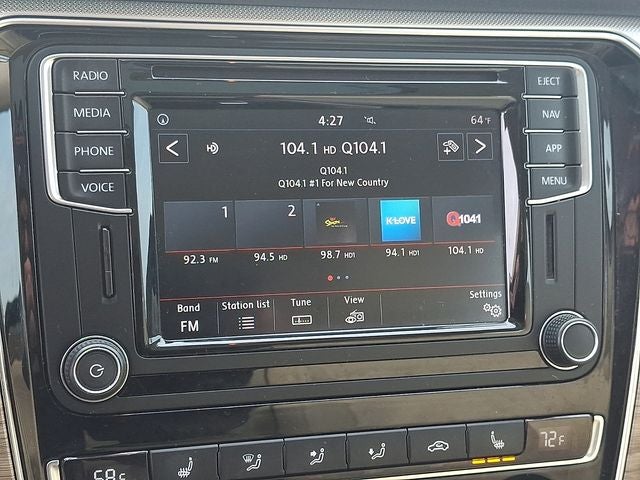 RADIO
MEDIA
PHONE
VOICE
EJECT
NAV
APP
MENU
4:27
64°F
104.1 HD Q104.1
Q104.1
Q104.1 #1 For New Country
1 2
K-LOVE
Q1041
92.3 FM 94.5 HD 98.7 HD1 94.1 HD1 104.1 HD
Band Station list Tune View Settings
FM
68°F 72°F